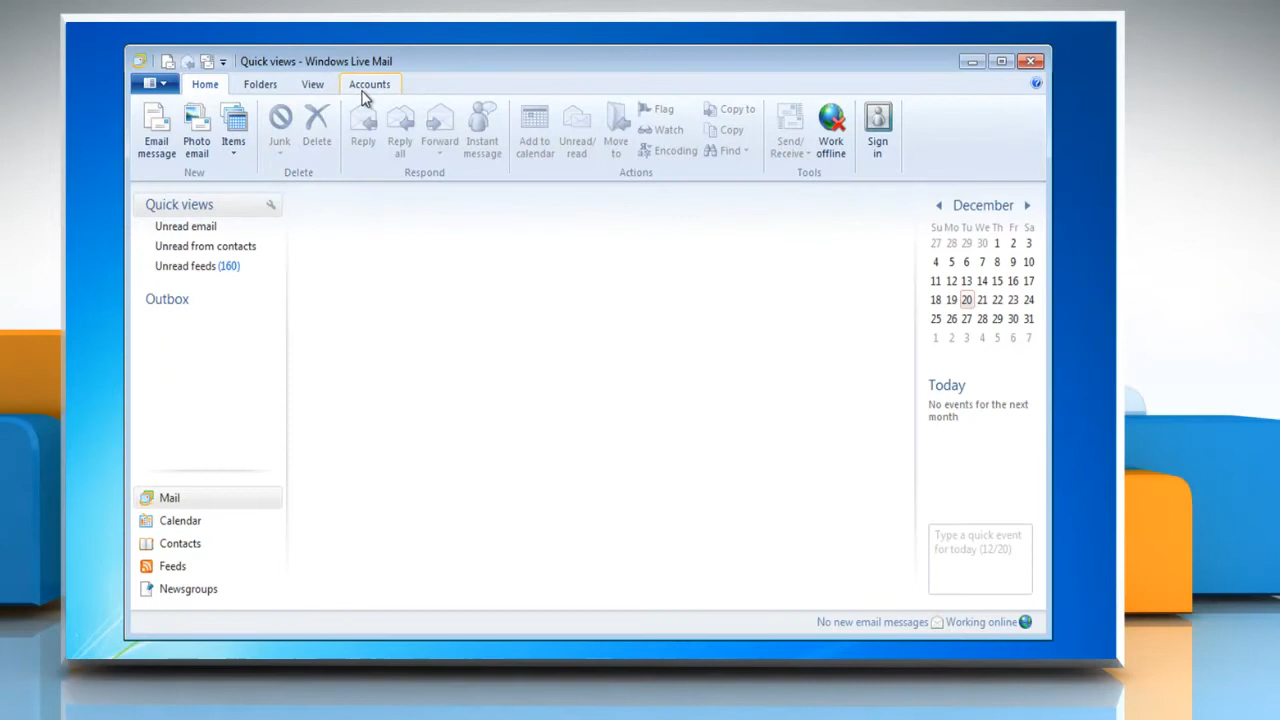 Quick views - Windows Live Mail
Home Folders View Accounts
Email message
Photo email
Items
Junk
Delete
Reply
Reply all
Forward
Instant message
Add to calendar
Unread/ read
Move to
Flag
Watch
Encoding
Copy to
Copy
Find
Send/ Receive
Work offline
Sign in
New Delete Respond Actions Tools
Quick views
Unread email
Unread from contacts
Unread feeds (160)
Outbox
Mail
Calendar
Contacts
Feeds
Newsgroups
December
Su Mo Tu We Th Fr Sa
27 28 29 30 1 2 3
4 5 6 7 8 9 10
11 12 13 14 15 16 17
18 19 20 21 22 23 24
25 26 27 28 29 30 31
1 2 3 4 5 6 7
Today
No events for the next
month
Type a quick event
for today (12/20)
No new email messages Working online